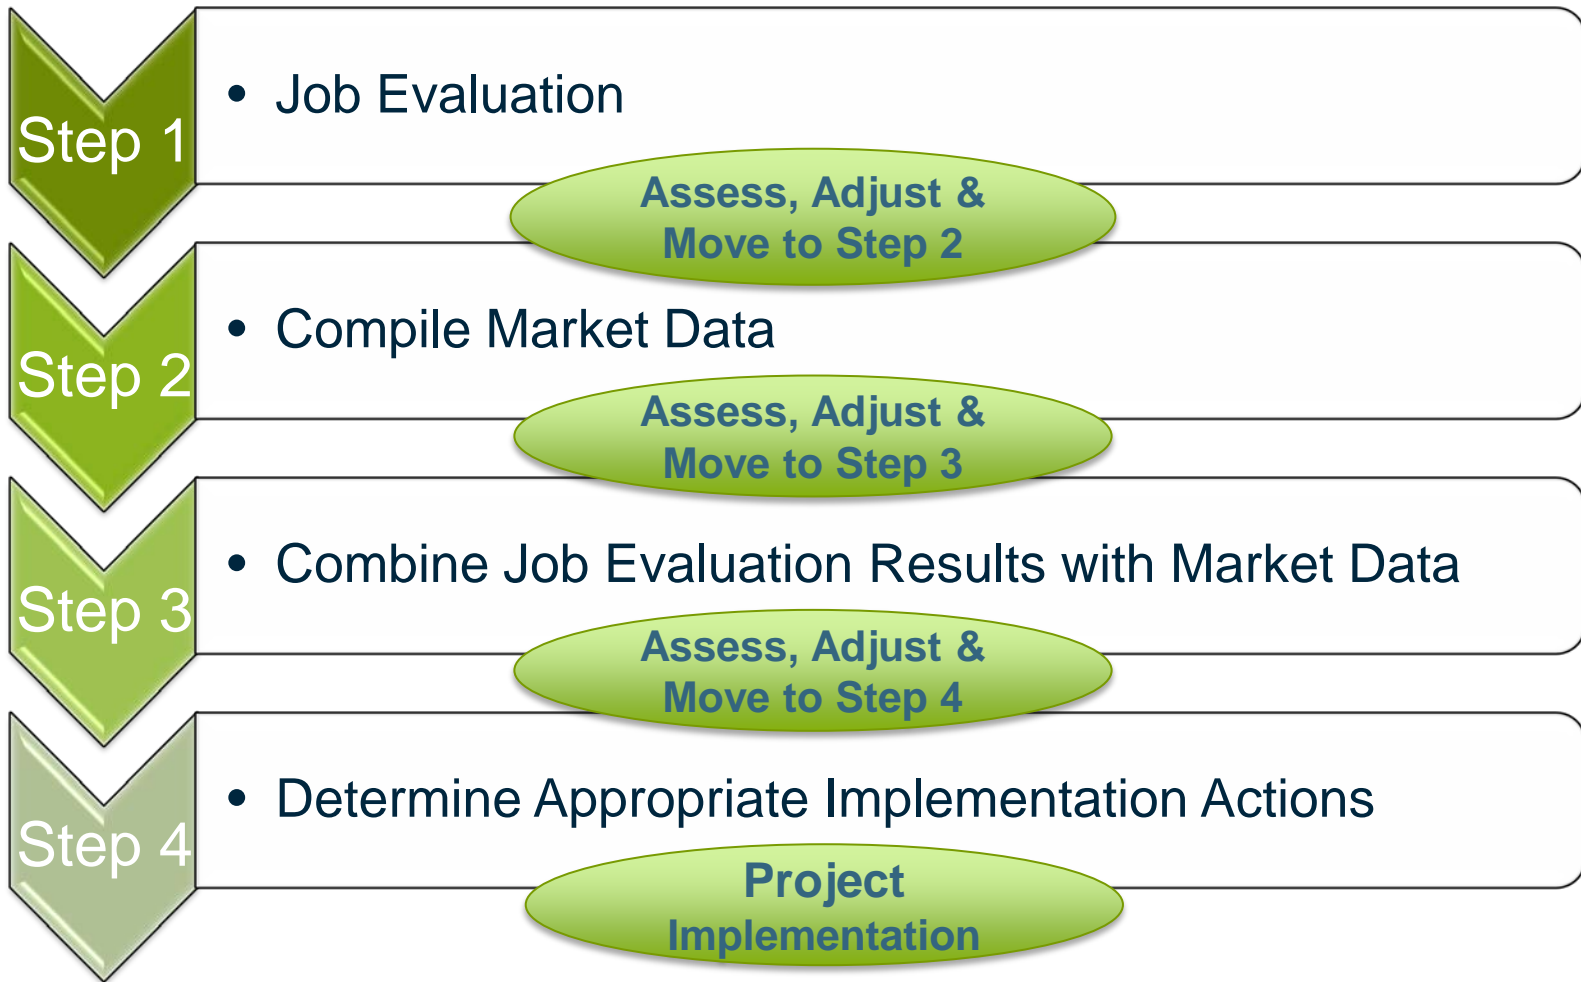 Step 1
• Job Evaluation
Assess, Adjust &
Move to Step 2
Step 2
• Compile Market Data
Assess, Adjust &
Move to Step 3
Step 3
• Combine Job Evaluation Results with Market Data
Assess, Adjust &
Move to Step 4
Step 4
• Determine Appropriate Implementation Actions
Project
Implementation